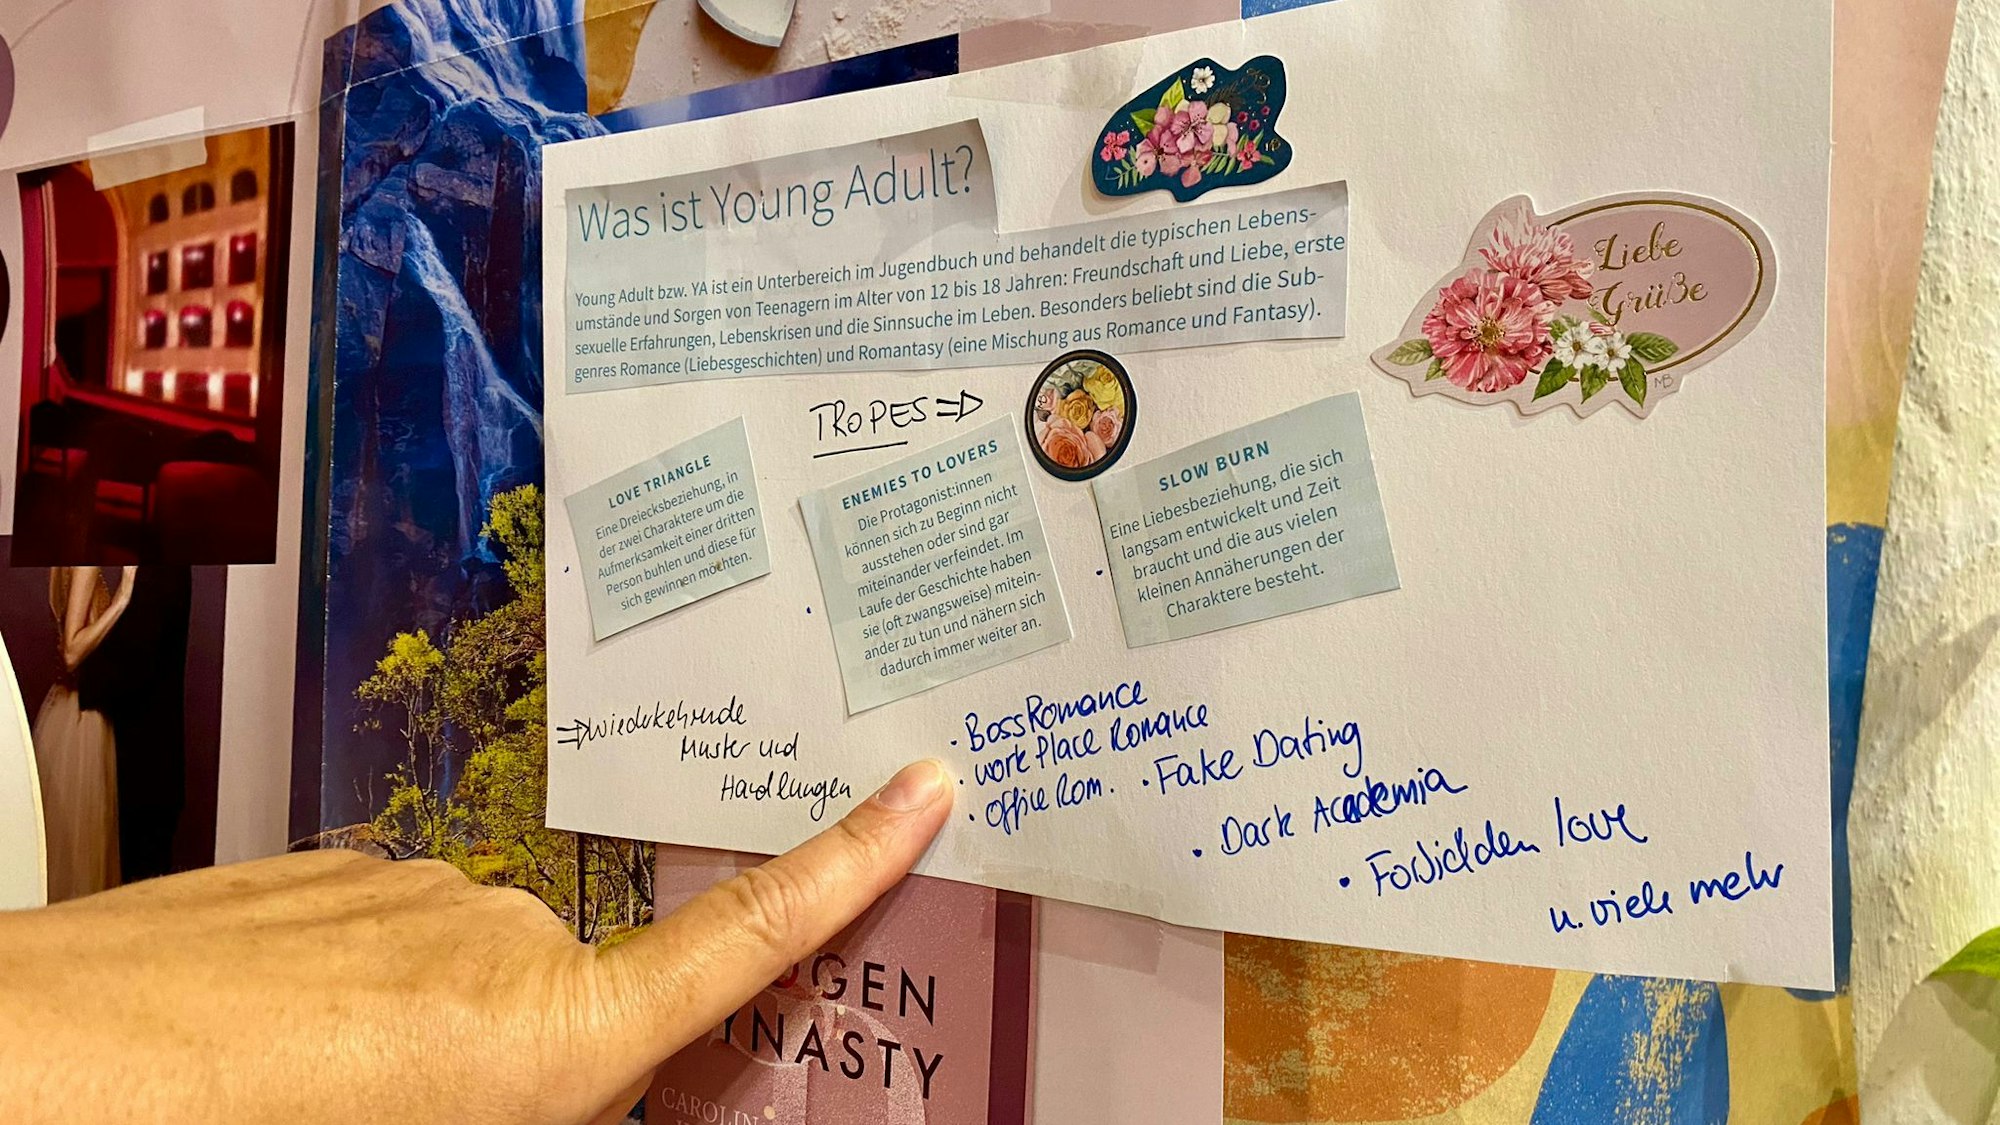 Was ist Young Adult?
Young Adult bzw. YA ist ein Unterbereich im Jugendbuch und behandelt die typischen Lebens-
umstände und Sorgen von Teenagern im Alter von 12 bis 18 Jahren: Freundschaft und Liebe, erste
sexuelle Erfahrungen, Lebenskrisen und die Sinnsuche im Leben. Besonders beliebt sind die Sub-
genres Romance (Liebesgeschichten) und Romantasy (eine Mischung aus Romance und Fantasy).
Liebe
Grüße
MB
TROPES ⇒
LOVE TRIANGLE
Eine Dreiecksbeziehung, in
der zwei Charaktere um die
Aufmerksamkeit einer dritten
Person buhlen und diese für
sich gewinnen möchten.
ENEMIES TO LOVERS
Die Protagonist:innen
können sich zu Beginn nicht
ausstehen oder sind gar
miteinander verfeindet. Im
Laufe der Geschichte haben
sie (oft zwangsweise) mitein-
ander zu tun und nähern sich
dadurch immer weiter an.
SLOW BURN
Eine Liebesbeziehung, die sich
langsam entwickelt und Zeit
braucht und die aus vielen
kleinen Annäherungen der
Charaktere besteht.
⇒ Wiederkehrende
Muster und
Handlungen
• Boss Romance
• work Place Romance
• Office Rom.
• Fake Dating
• Dark Academia
• Forbidden love
u. viele mehr
OGEN
YNASTY
CAROLIN